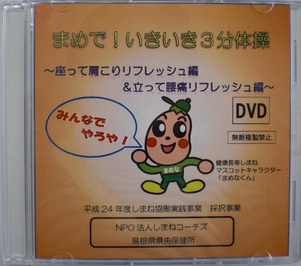 まめで！いきいき３分体操
～座って肩こりリフレッシュ編
＆立って腰痛リフレッシュ編～
みんなで
やろや！
DVD
無断複製禁止
まめな
健康長寿しまね
マスコットキャラクター
「まめなくん」
平成24年度しまね協働実践事業　採択事業
NPO法人しまねコーチズ
島根県県央保健所